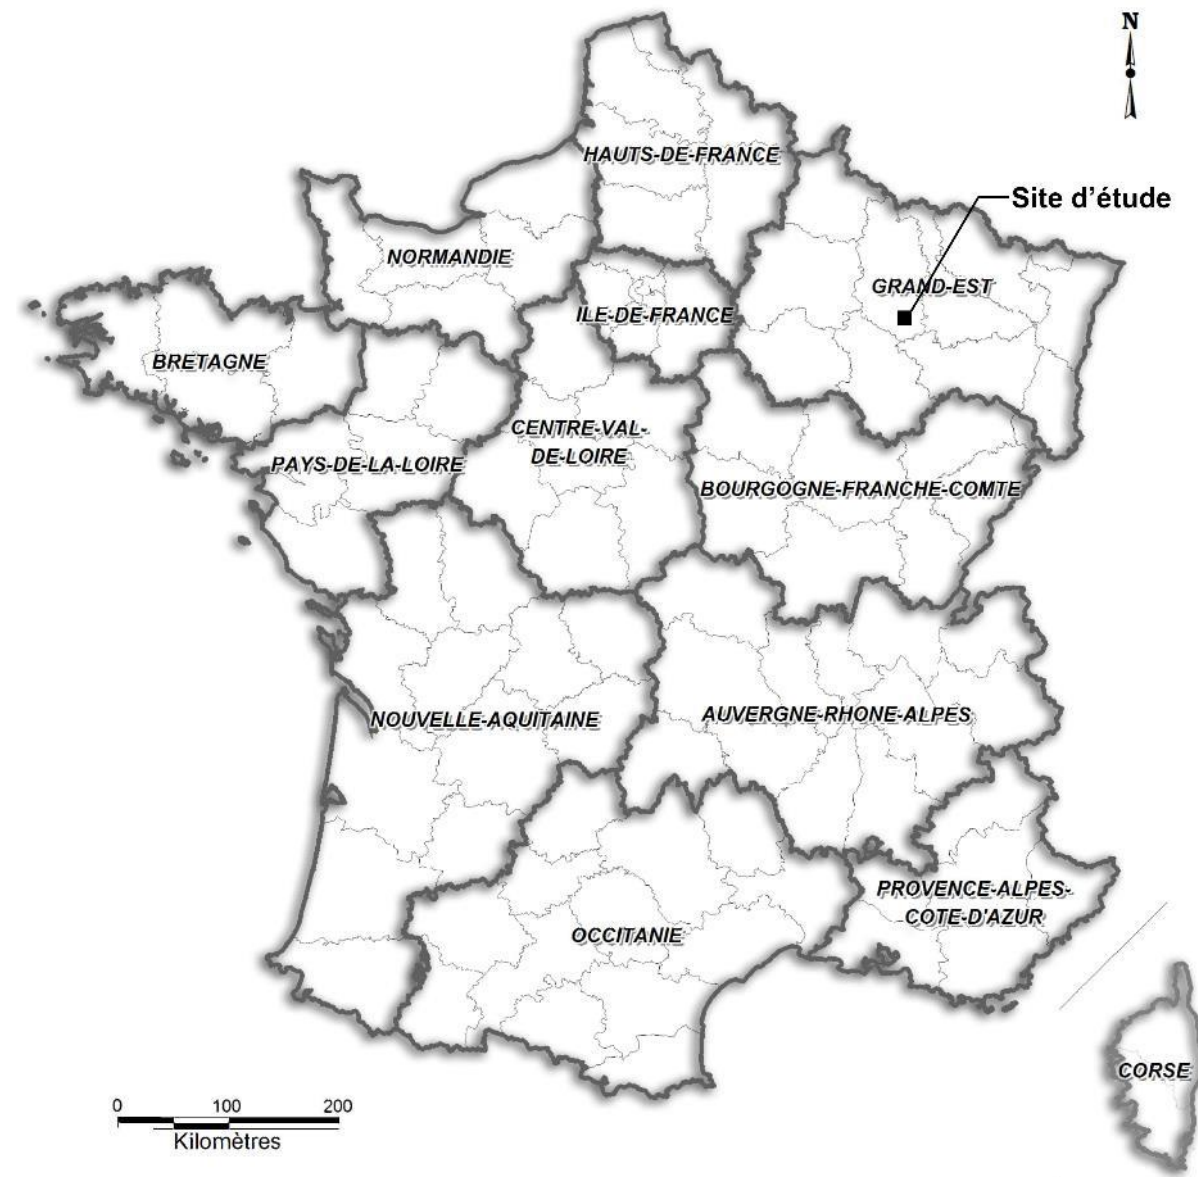 N
HAUTS-DE-FRANCE
Site d'étude
NORMANDIE
GRAND-EST
ILE-DE-FRANCE
BRETAGNE
CENTRE-VAL-
DE-LOIRE
PAYS-DE-LA-LOIRE
BOURGOGNE-FRANCHE-COMTE
NOUVELLE-AQUITAINE
AUVERGNE-RHONE-ALPES
PROVENCE-ALPES-
COTE-D'AZUR
OCCITANIE
CORSE
0 100 200
Kilomètres